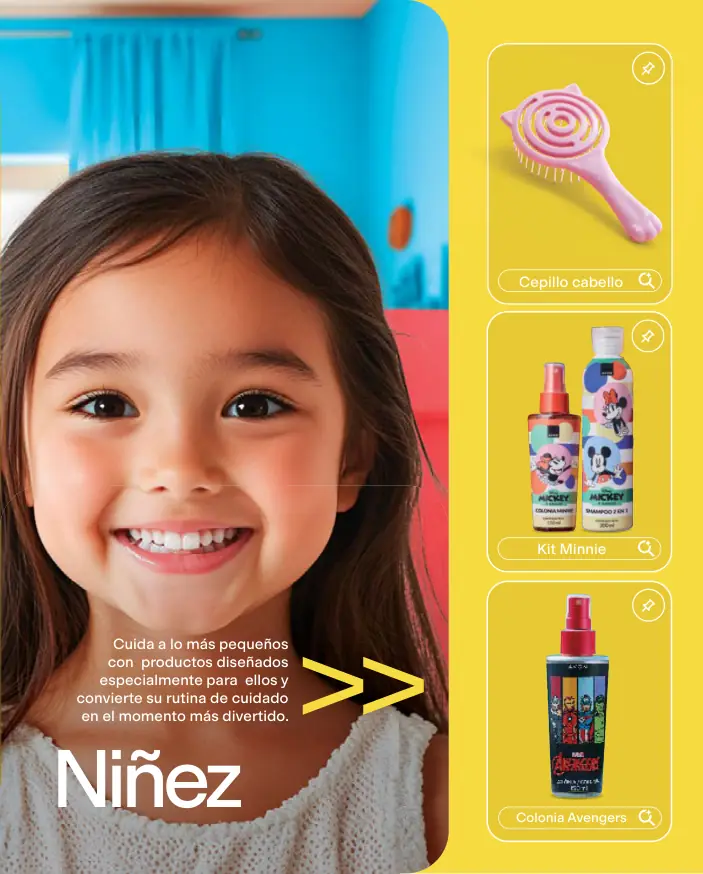 Cepillo cabello
MICKEY
COLONIA MINNIE
MICKEY
SHAMPOO 2 EN 1
Kit Minnie
Cuida a lo más pequeños
con productos diseñados
especialmente para ellos y
convierte su rutina de cuidado
en el momento más divertido.
>>
Niñez
AVON
Colonia Avengers